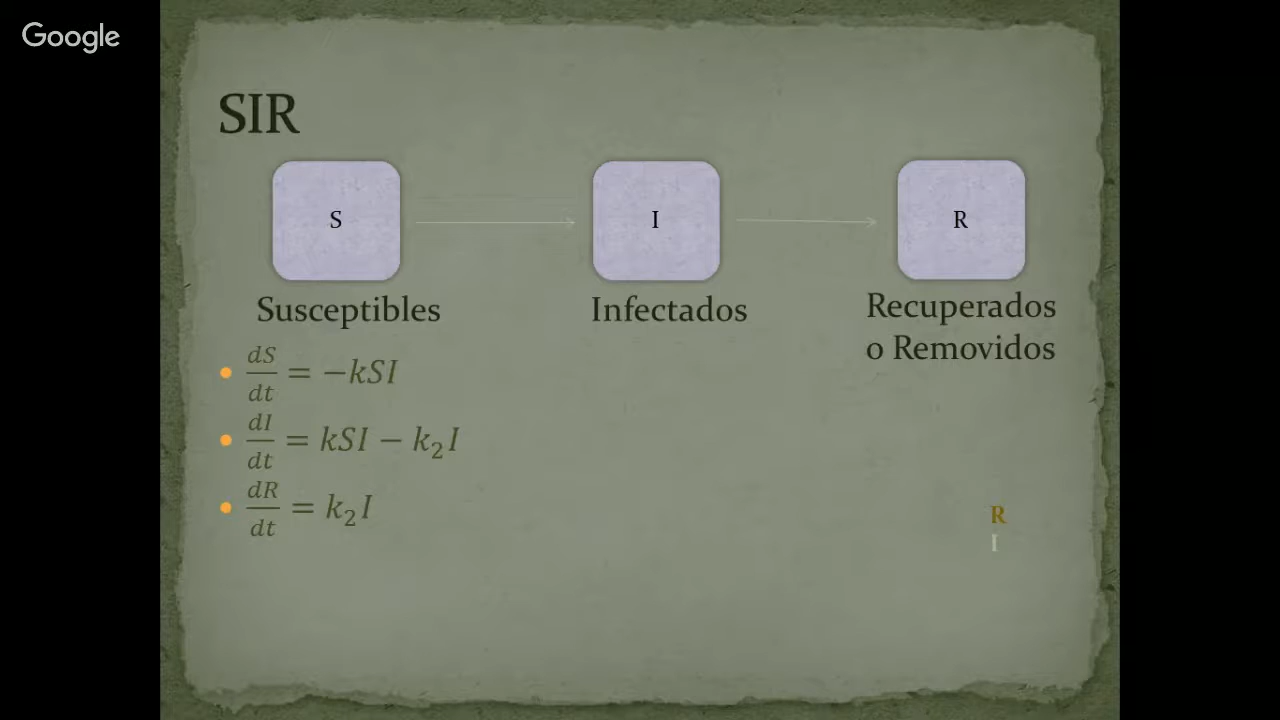 Google
SIR
S
I
R
Susceptibles
Infectados
Recuperados
o Removidos
dS/dt = −kSI
dI/dt = kSI − k₂I
dR/dt = k₂I
R
I